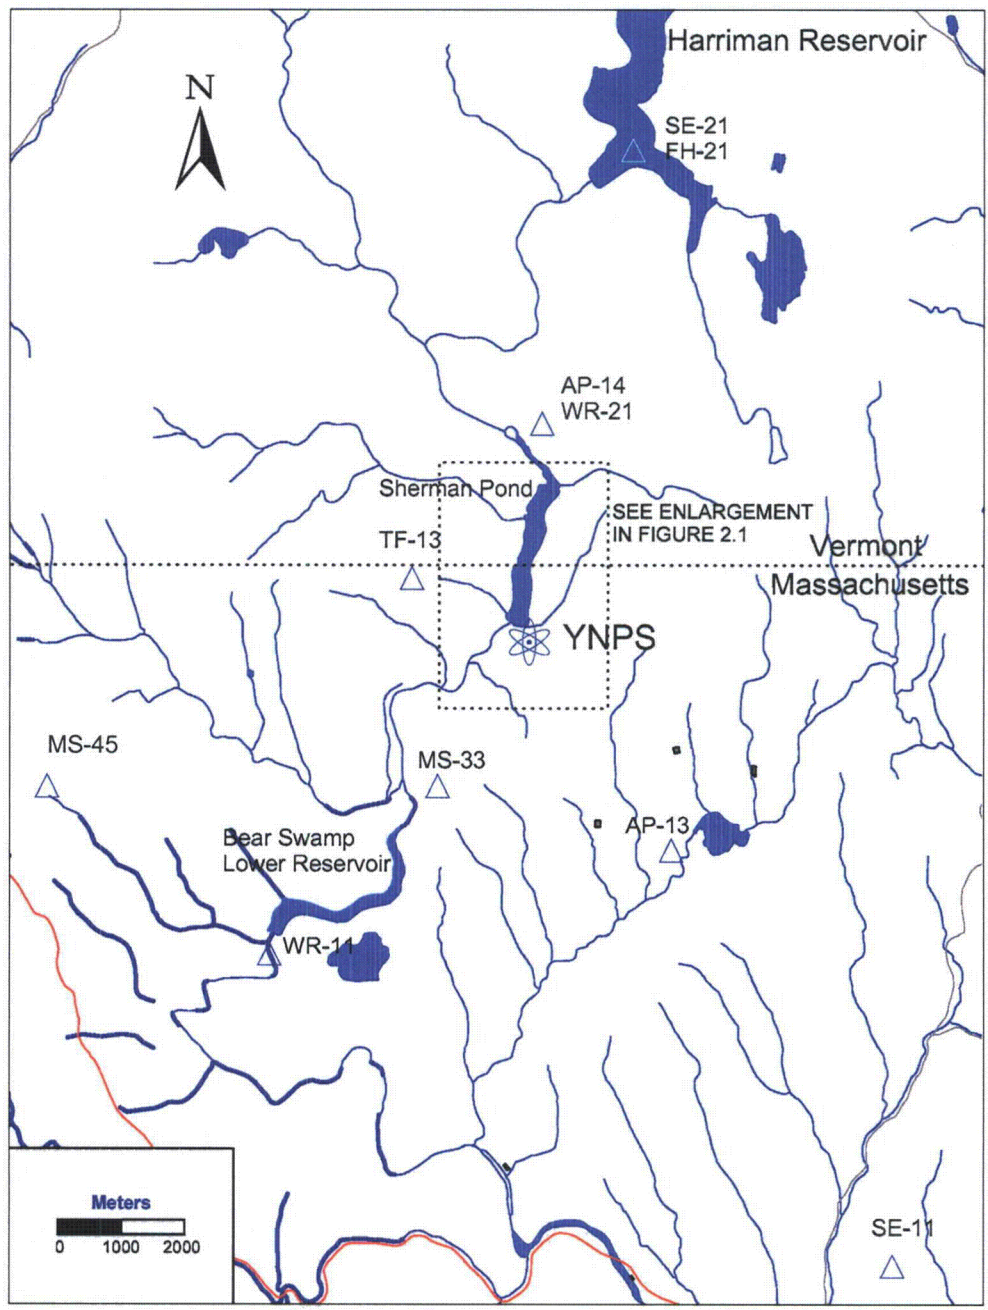 Harriman Reservoir
N
SE-21
FH-21
AP-14
WR-21
Sherman Pond
SEE ENLARGEMENT
IN FIGURE 2.1
TF-13
Vermont
Massachusetts
YNPS
MS-45
MS-33
AP-13
Bear Swamp
Lower Reservoir
WR-11
Meters
0 1000 2000
SE-11